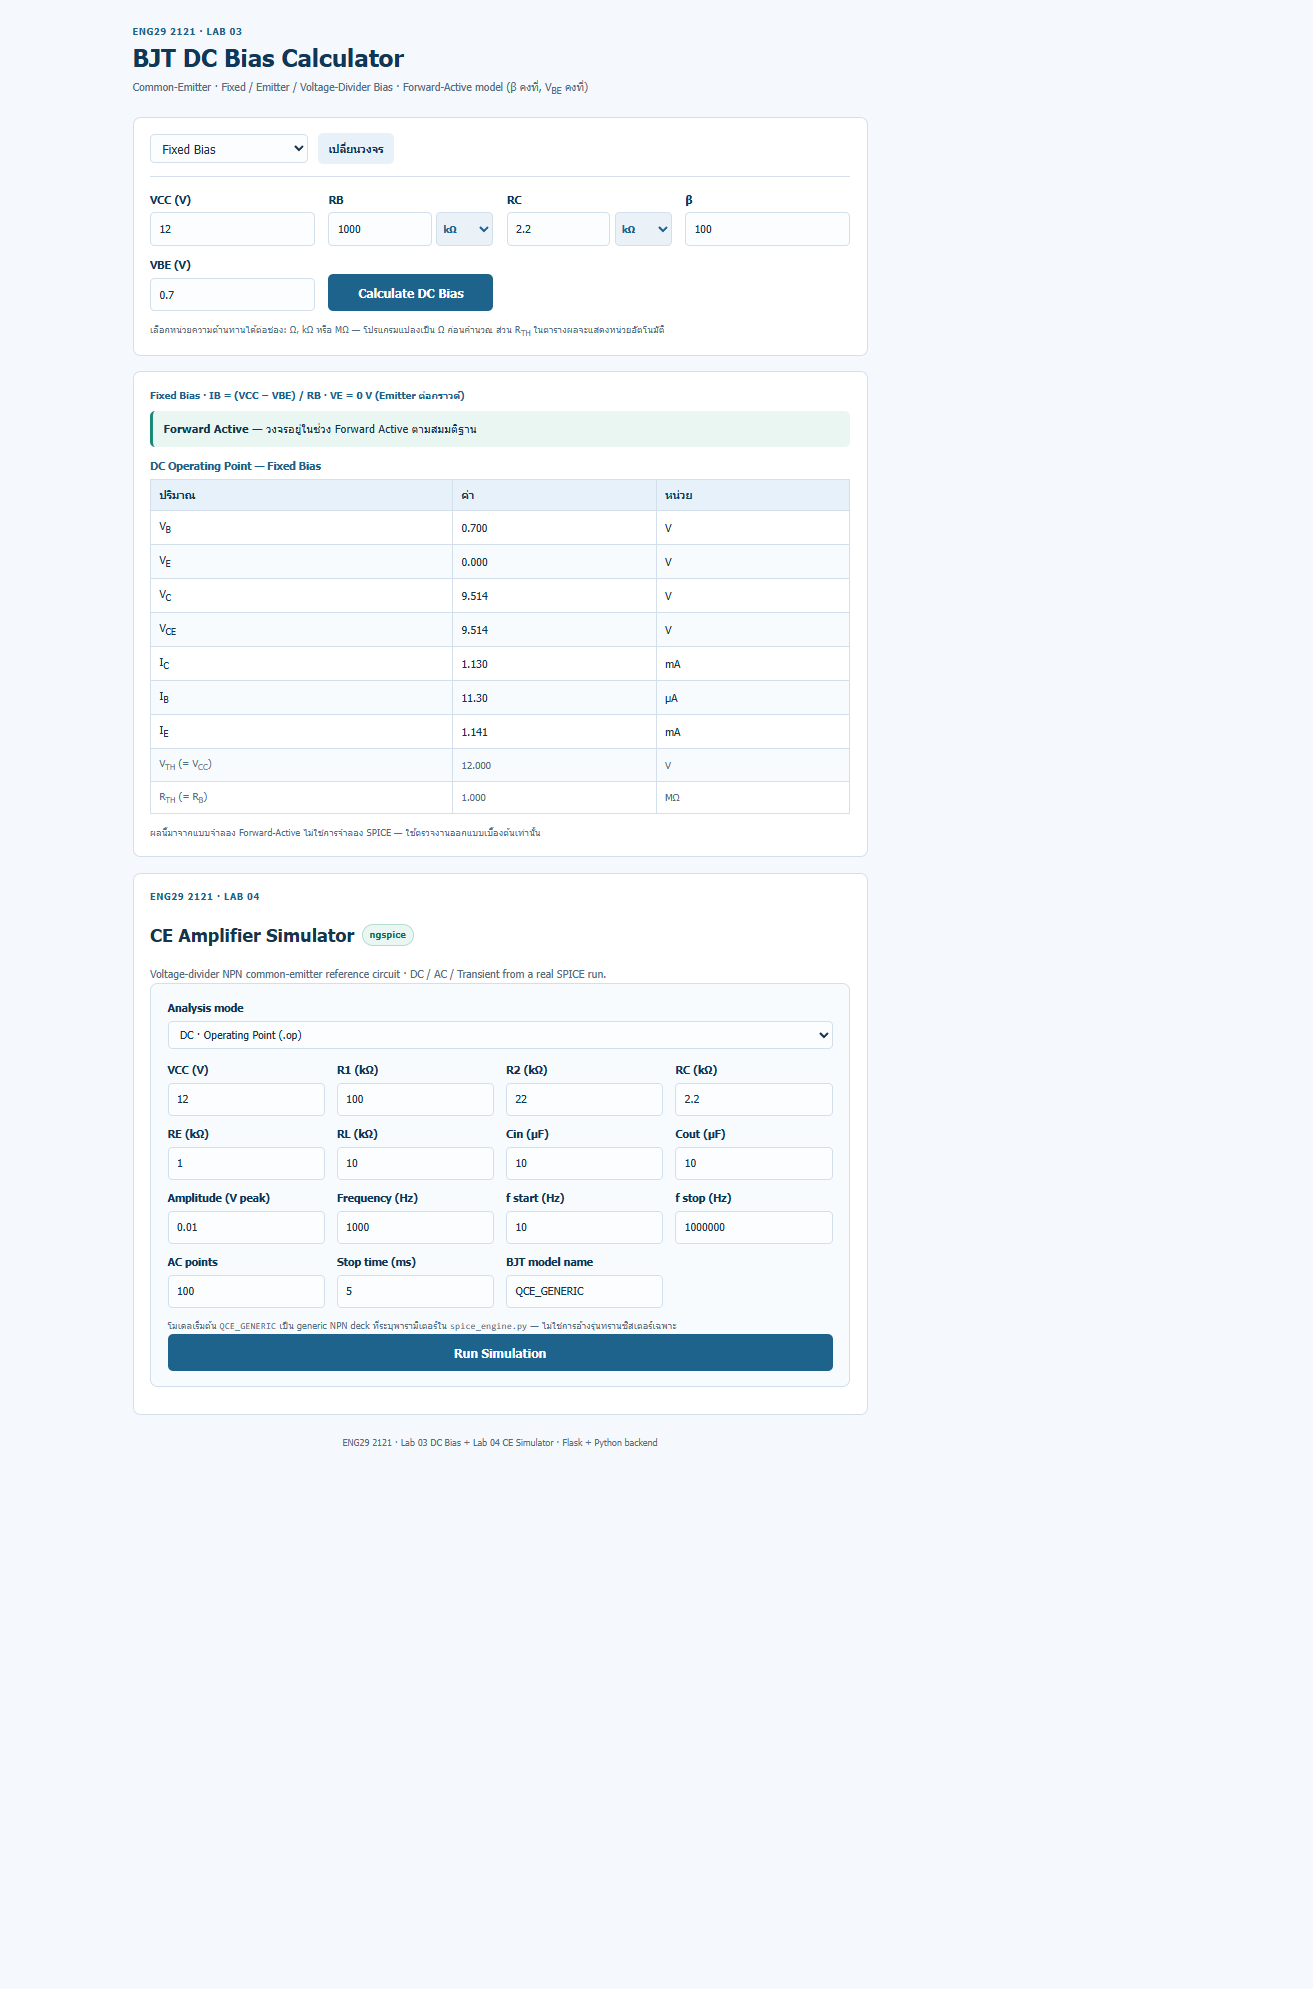 ENG29 2121 · LAB 03
BJT DC Bias Calculator
Common-Emitter · Fixed / Emitter / Voltage-Divider Bias · Forward-Active model (β คงที่, VBE คงที่)
Fixed Bias
เปลี่ยนวงจร
VCC (V) RB RC β
12 1000 kΩ 2.2 kΩ 100
VBE (V)
0.7 Calculate DC Bias
เลือกหน่วยความต้านทานได้ต่อช่อง: Ω, kΩ หรือ MΩ — โปรแกรมแปลงเป็น Ω ก่อนคำนวณ ส่วน RTH ในตารางผลจะแสดงหน่วยอัตโนมัติ
Fixed Bias · IB = (VCC − VBE) / RB · VE = 0 V (Emitter ต่อกราวด์)
Forward Active — วงจรอยู่ในช่วง Forward Active ตามสมมติฐาน
DC Operating Point — Fixed Bias
ปริมาณ ค่า หน่วย
VB 0.700 V
VE 0.000 V
VC 9.514 V
VCE 9.514 V
IC 1.130 mA
IB 11.30 µA
IE 1.141 mA
VTH (= VCC) 12.000 V
RTH (= RB) 1.000 MΩ
ผลนี้มาจากแบบจำลอง Forward-Active ไม่ใช่การจำลอง SPICE — ใช้ตรวจงานออกแบบเบื้องต้นเท่านั้น
ENG29 2121 · LAB 04
CE Amplifier Simulator ngspice
Voltage-divider NPN common-emitter reference circuit · DC / AC / Transient from a real SPICE run.
Analysis mode
DC · Operating Point (.op)
VCC (V) R1 (kΩ) R2 (kΩ) RC (kΩ)
12 100 22 2.2
RE (kΩ) RL (kΩ) Cin (µF) Cout (µF)
1 10 10 10
Amplitude (V peak) Frequency (Hz) f start (Hz) f stop (Hz)
0.01 1000 10 1000000
AC points Stop time (ms) BJT model name
100 5 QCE_GENERIC
โมเดลเริ่มต้น QCE_GENERIC เป็น generic NPN deck ที่ระบุพารามิเตอร์ใน spice_engine.py — ไม่ใช่การอ้างรุ่นทรานซิสเตอร์เฉพาะ
Run Simulation
ENG29 2121 · Lab 03 DC Bias + Lab 04 CE Simulator · Flask + Python backend